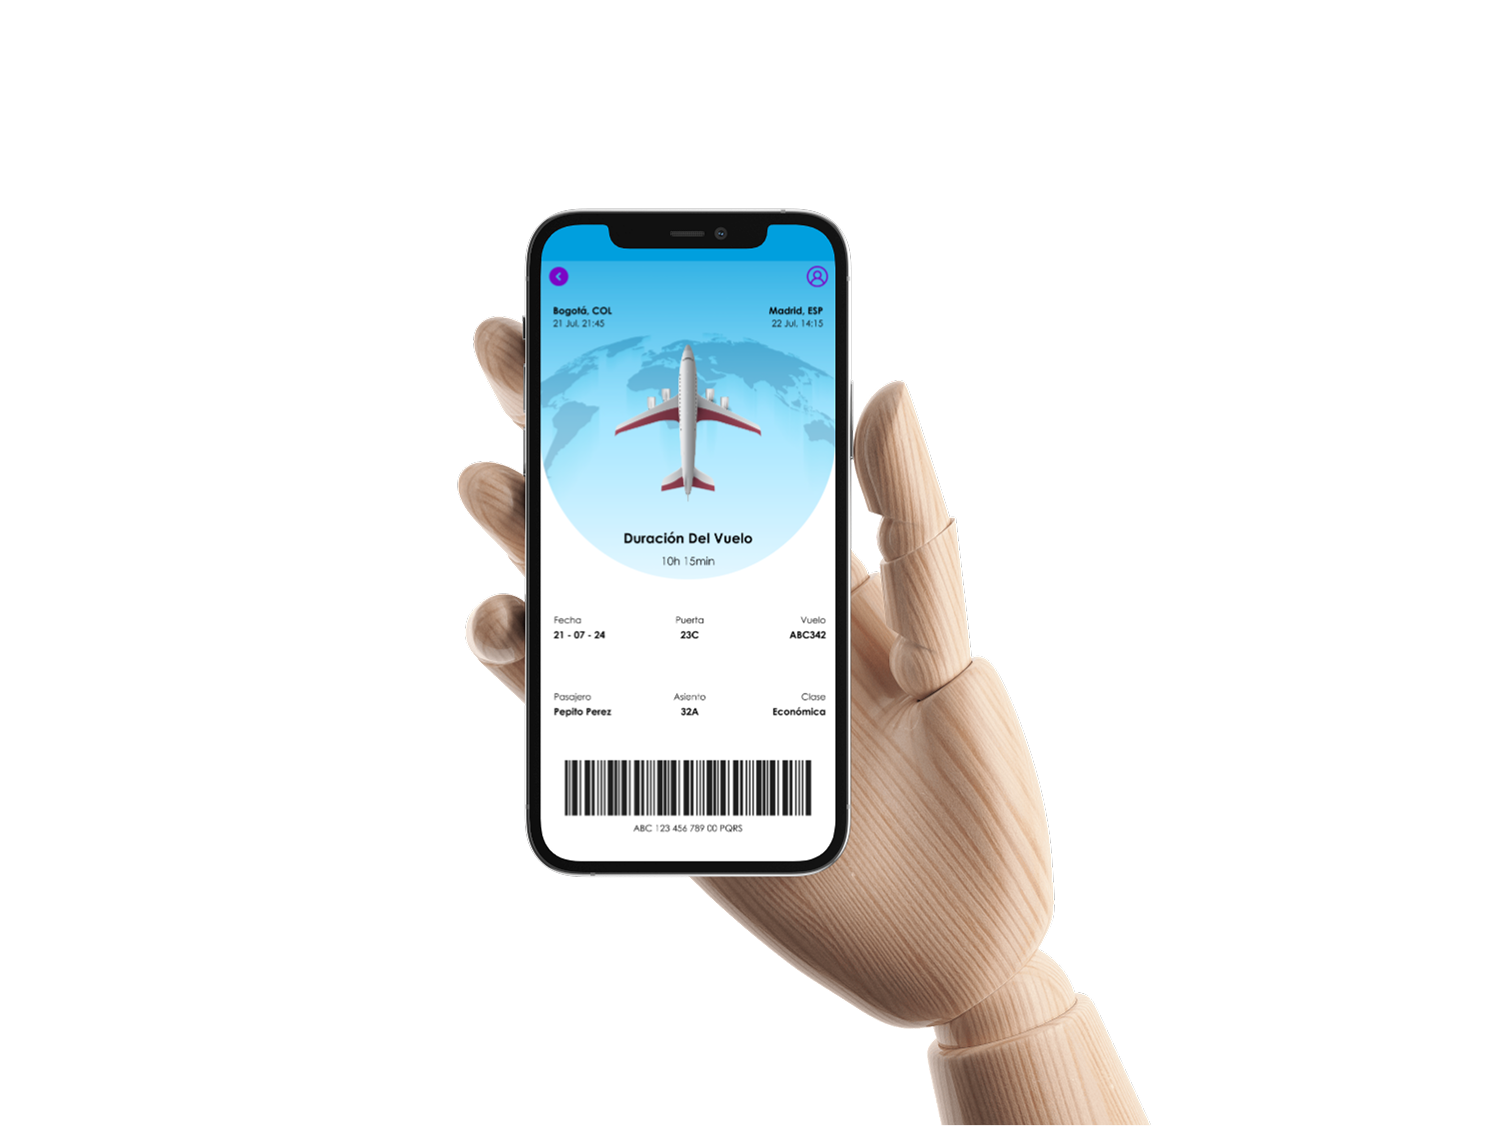 Bogotá, COL
21 Jul, 21:45
Madrid, ESP
22 Jul, 14:15
Duración Del Vuelo
10h 15min
Fecha
21 - 07 - 24
Puerta
23C
Vuelo
ABC342
Pasajero
Pepito Perez
Asiento
32A
Clase
Económica
ABC 123 456 789 00 PQRS